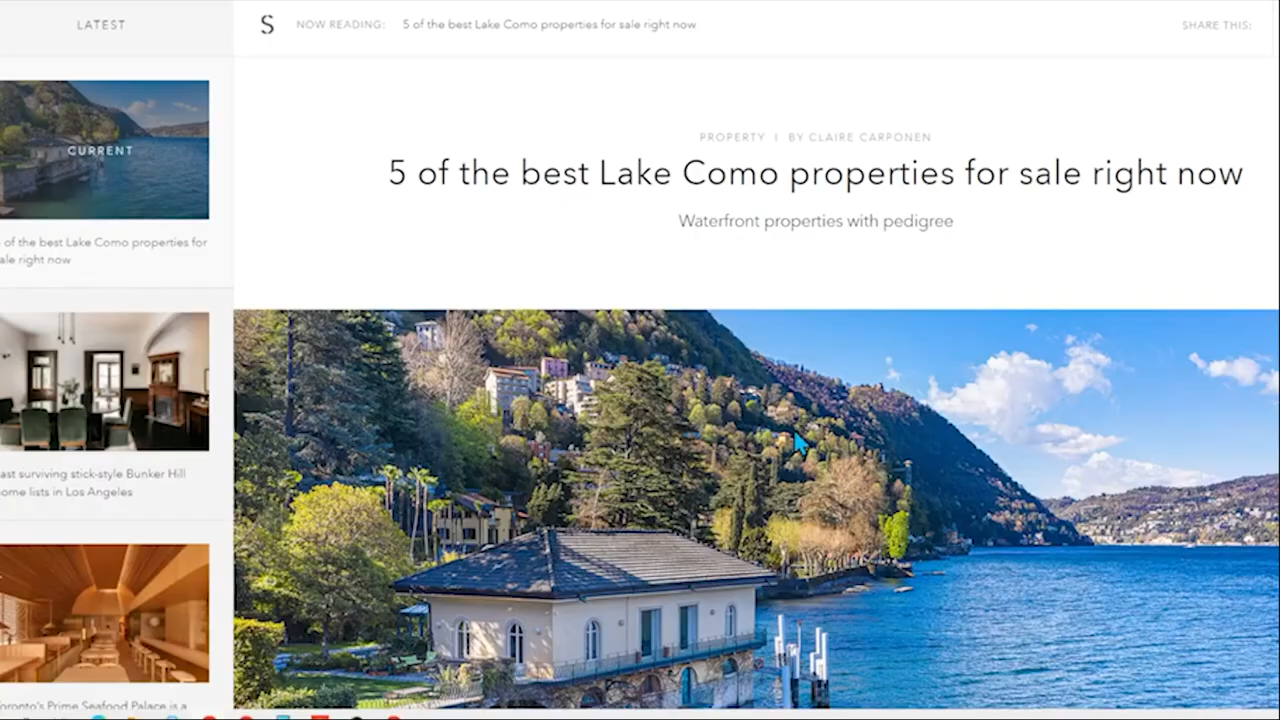 LATEST
S NOW READING: 5 of the best Lake Como properties for sale right now
SHARE THIS:
CURRENT
of the best Lake Como properties for
ale right now
ast surviving stick-style Bunker Hill
ome lists in Los Angeles
oronto's Prime Seafood Palace is a
PROPERTY | BY CLAIRE CARPONEN
5 of the best Lake Como properties for sale right now
Waterfront properties with pedigree